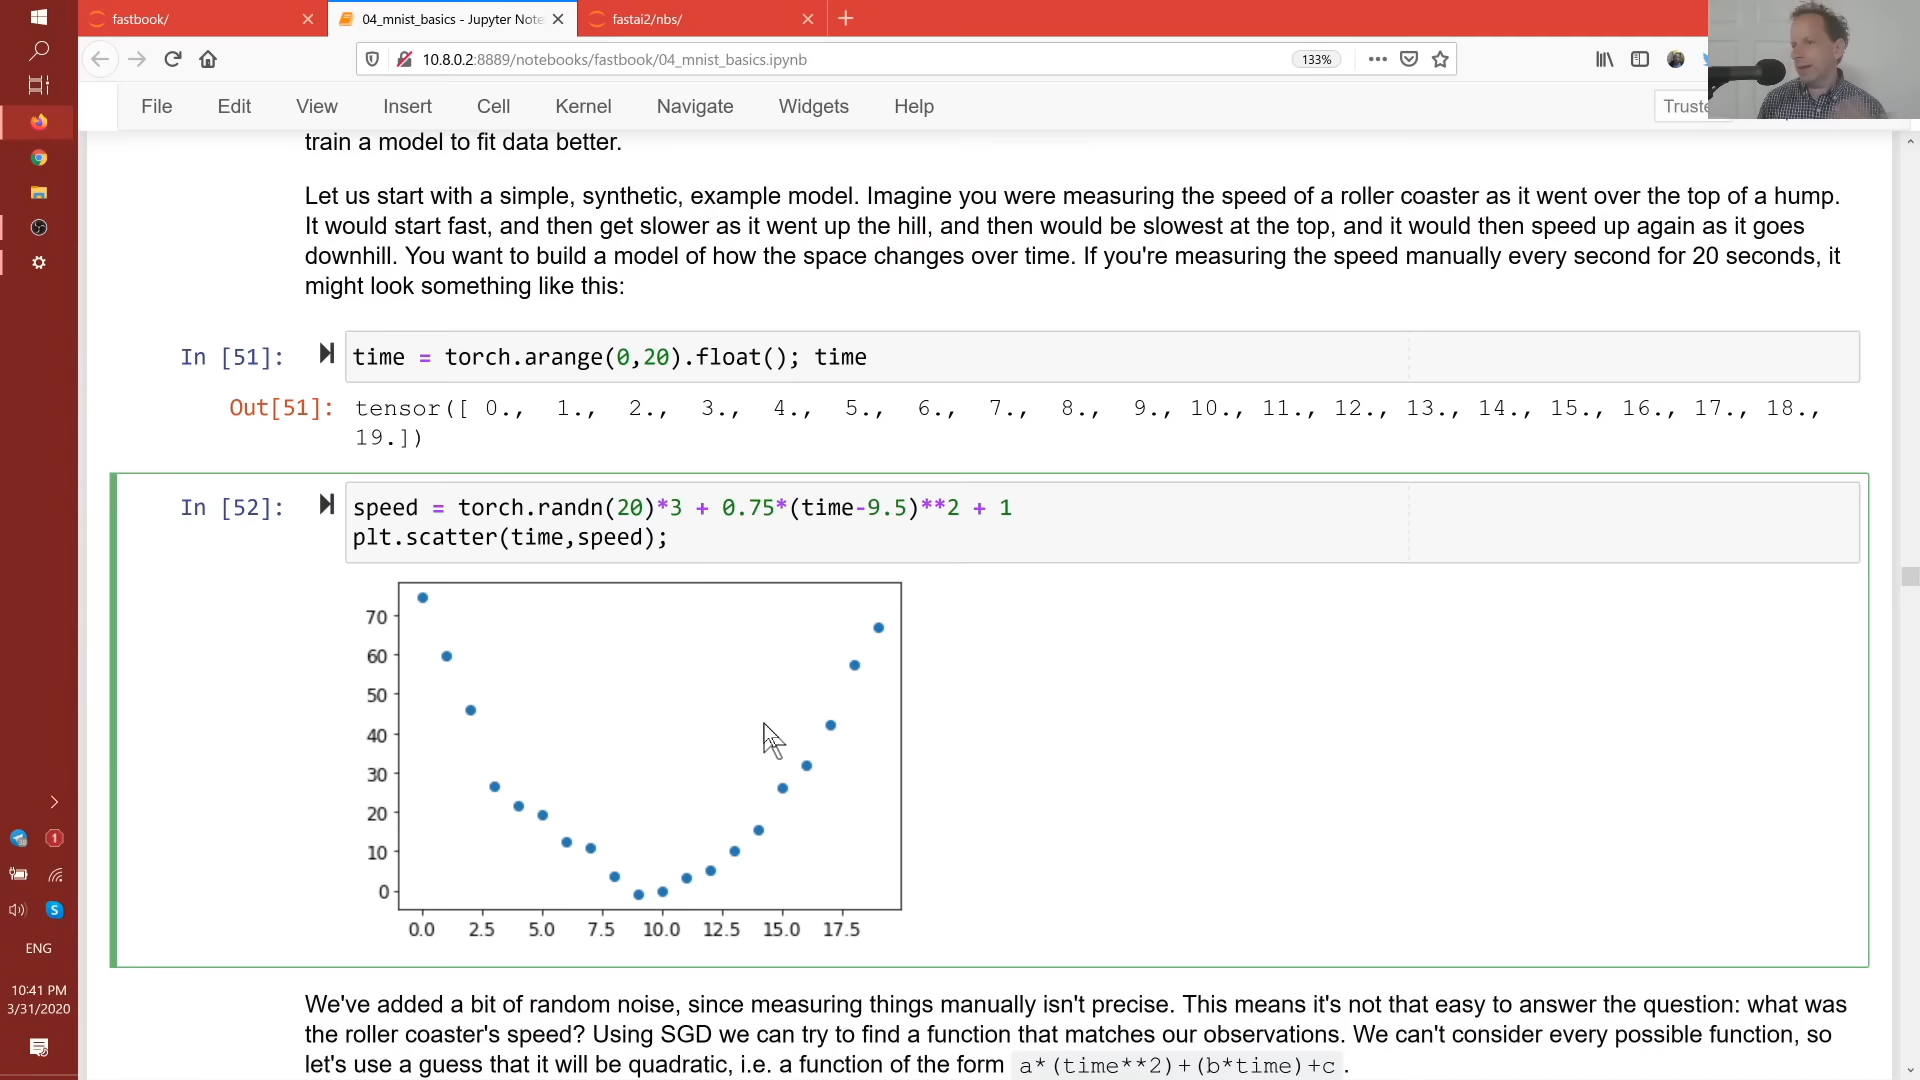 fastbook/
04_mnist_basics - Jupyter Note
fastai2/nbs/
10.8.0.2:8889/notebooks/fastbook/04_mnist_basics.ipynb
133%
File Edit View Insert Cell Kernel Navigate Widgets Help
Truste
train a model to fit data better.
Let us start with a simple, synthetic, example model. Imagine you were measuring the speed of a roller coaster as it went over the top of a hump.
It would start fast, and then get slower as it went up the hill, and then would be slowest at the top, and it would then speed up again as it goes
downhill. You want to build a model of how the space changes over time. If you're measuring the speed manually every second for 20 seconds, it
might look something like this:
In [51]: time = torch.arange(0,20).float(); time
Out[51]: tensor([ 0., 1., 2., 3., 4., 5., 6., 7., 8., 9., 10., 11., 12., 13., 14., 15., 16., 17., 18.,
19.])
In [52]: speed = torch.randn(20)*3 + 0.75*(time-9.5)**2 + 1
plt.scatter(time,speed);
70
60
50
40
30
20
10
0
0.0 2.5 5.0 7.5 10.0 12.5 15.0 17.5
We've added a bit of random noise, since measuring things manually isn't precise. This means it's not that easy to answer the question: what was
the roller coaster's speed? Using SGD we can try to find a function that matches our observations. We can't consider every possible function, so
let's use a guess that it will be quadratic, i.e. a function of the form a*(time**2)+(b*time)+c.
1
S
ENG
10:41 PM
3/31/2020